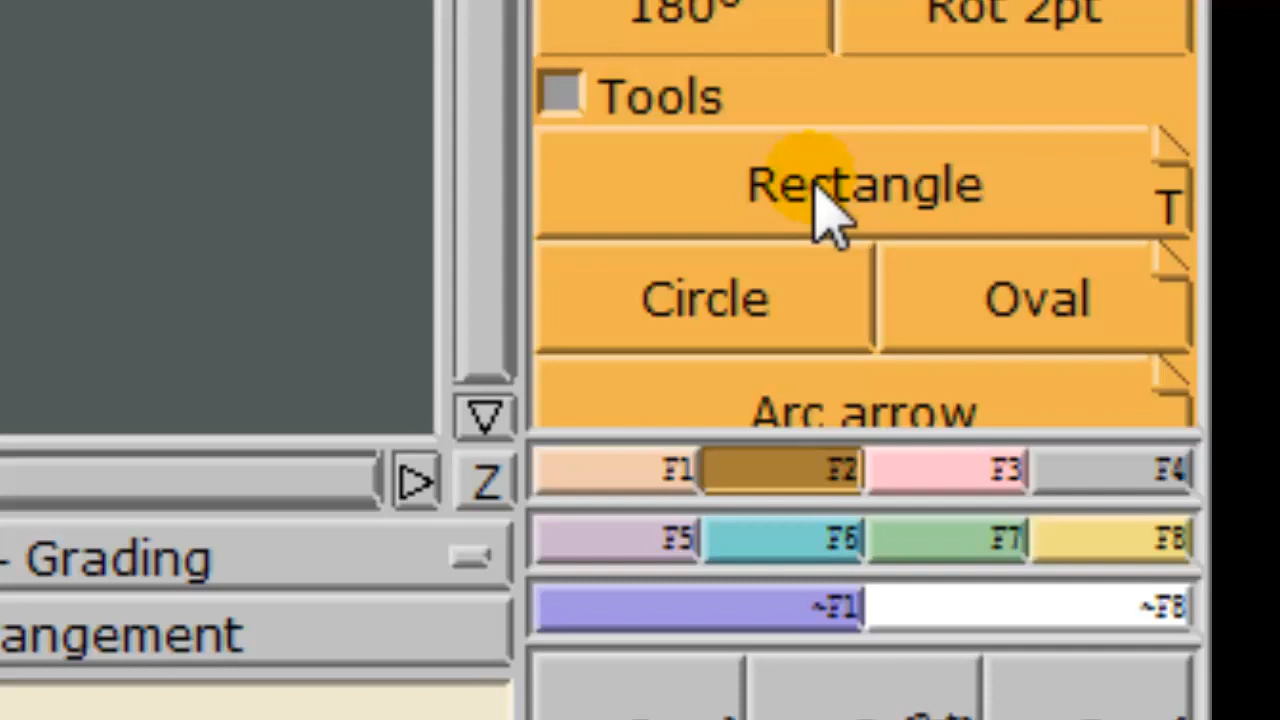 180° Rot 2pt
Tools
Rectangle T
Circle Oval
Arc arrow
F1 F2 F3 F4
Z
F5 F6 F7 F8
- Grading
~F1 ~F8
angement